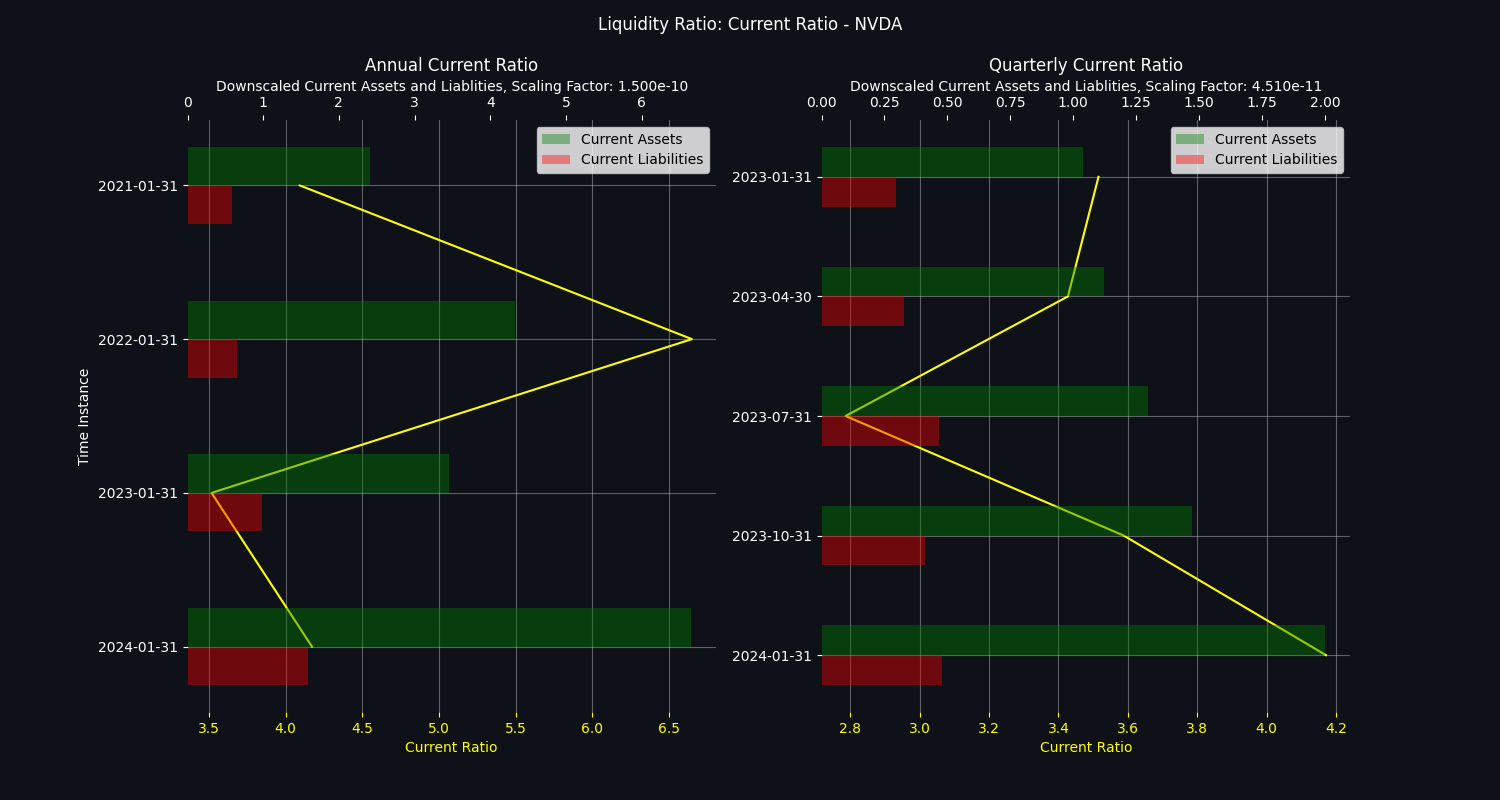 Liquidity Ratio: Current Ratio - NVDA
Annual Current Ratio
Downscaled Current Assets and Liablities, Scaling Factor: 1.500e-10
0 1 2 3 4 5 6
Current Assets
Current Liabilities
2021-01-31
2022-01-31
2023-01-31
2024-01-31
Time Instance
3.5 4.0 4.5 5.0 5.5 6.0 6.5
Current Ratio
Quarterly Current Ratio
Downscaled Current Assets and Liablities, Scaling Factor: 4.510e-11
0.00 0.25 0.50 0.75 1.00 1.25 1.50 1.75 2.00
Current Assets
Current Liabilities
2023-01-31
2023-04-30
2023-07-31
2023-10-31
2024-01-31
2.8 3.0 3.2 3.4 3.6 3.8 4.0 4.2
Current Ratio